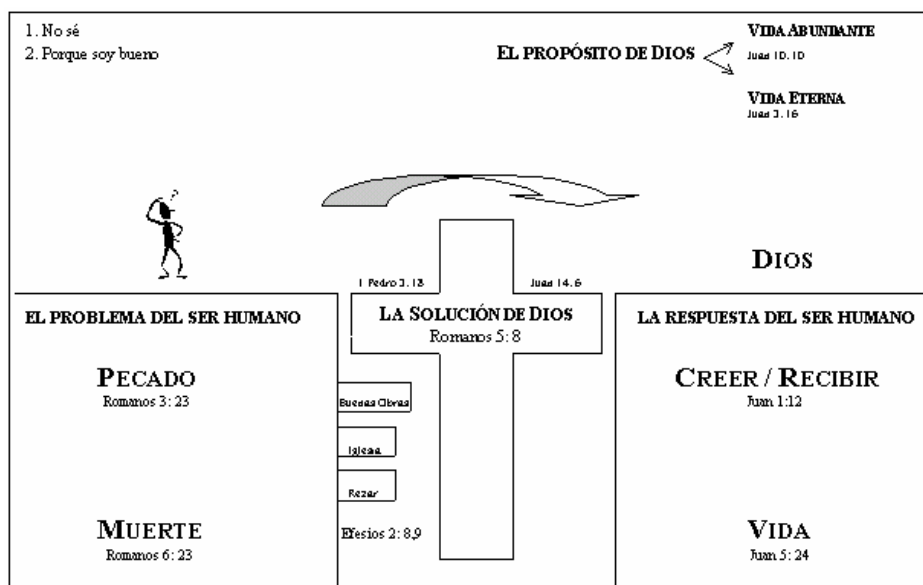 1. No sé
2. Porque soy bueno
EL PROPÓSITO DE DIOS
VIDA ABUNDANTE
Juan 10.10
VIDA ETERNA
Juan 3.16
?
DIOS
1 Pedro 3.18
Juan 14.6
EL PROBLEMA DEL SER HUMANO
PECADO
Romanos 3: 23
MUERTE
Romanos 6: 23
LA SOLUCIÓN DE DIOS
Romanos 5: 8
Buenas Obras
Iglesia
Rezar
Efesios 2: 8,9
LA RESPUESTA DEL SER HUMANO
CREER / RECIBIR
Juan 1:12
VIDA
Juan 5: 24